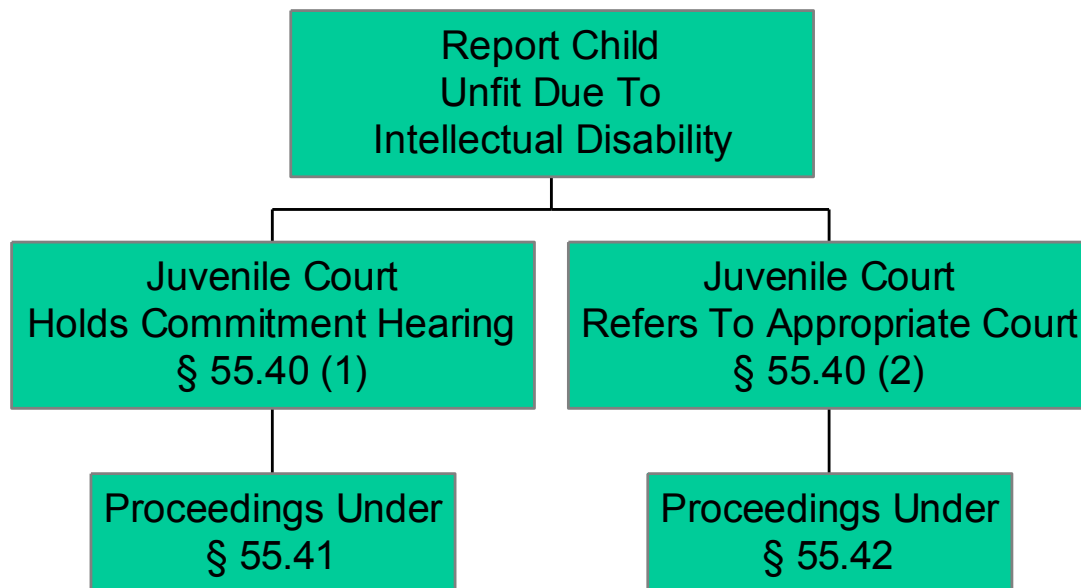 Report Child
Unfit Due To
Intellectual Disability
Juvenile Court
Holds Commitment Hearing
§ 55.40 (1)
Juvenile Court
Refers To Appropriate Court
§ 55.40 (2)
Proceedings Under
§ 55.41
Proceedings Under
§ 55.42